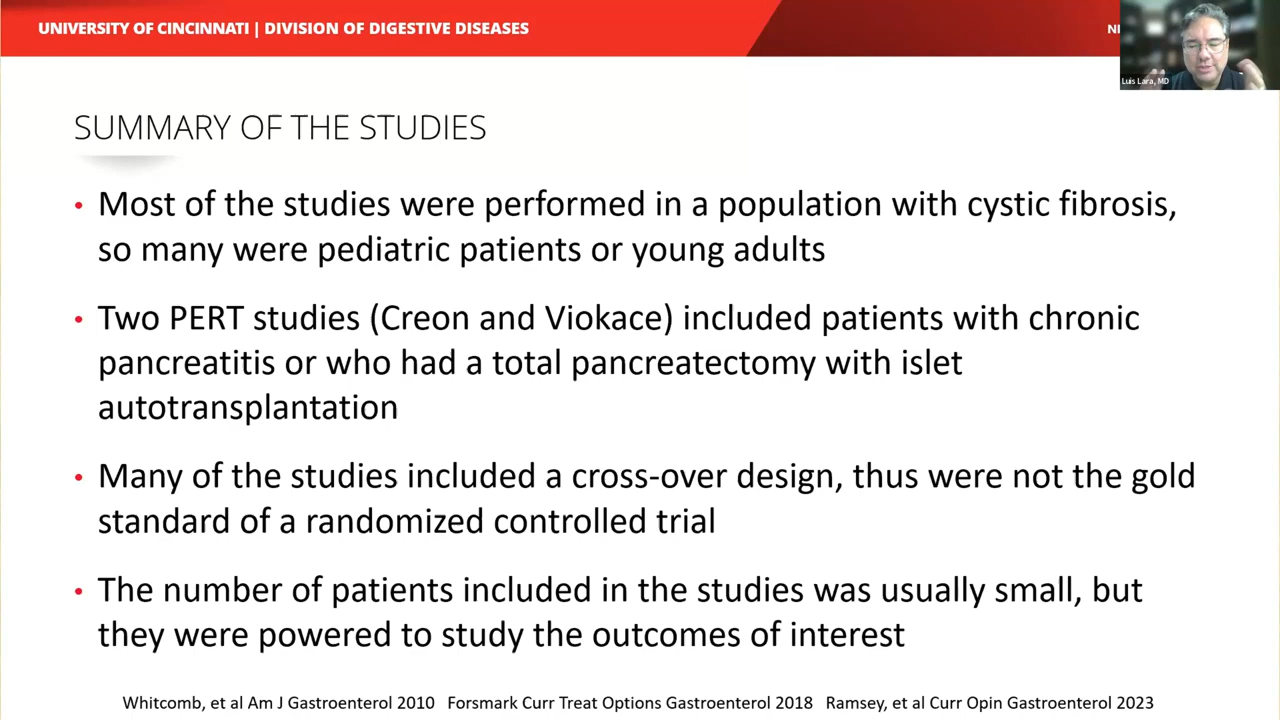 UNIVERSITY OF CINCINNATI | DIVISION OF DIGESTIVE DISEASES
Luis Lara, MD
SUMMARY OF THE STUDIES
• Most of the studies were performed in a population with cystic fibrosis,
so many were pediatric patients or young adults
• Two PERT studies (Creon and Viokace) included patients with chronic
pancreatitis or who had a total pancreatectomy with islet
autotransplantation
• Many of the studies included a cross-over design, thus were not the gold
standard of a randomized controlled trial
• The number of patients included in the studies was usually small, but
they were powered to study the outcomes of interest
Whitcomb, et al Am J Gastroenterol 2010 Forsmark Curr Treat Options Gastroenterol 2018 Ramsey, et al Curr Opin Gastroenterol 2023